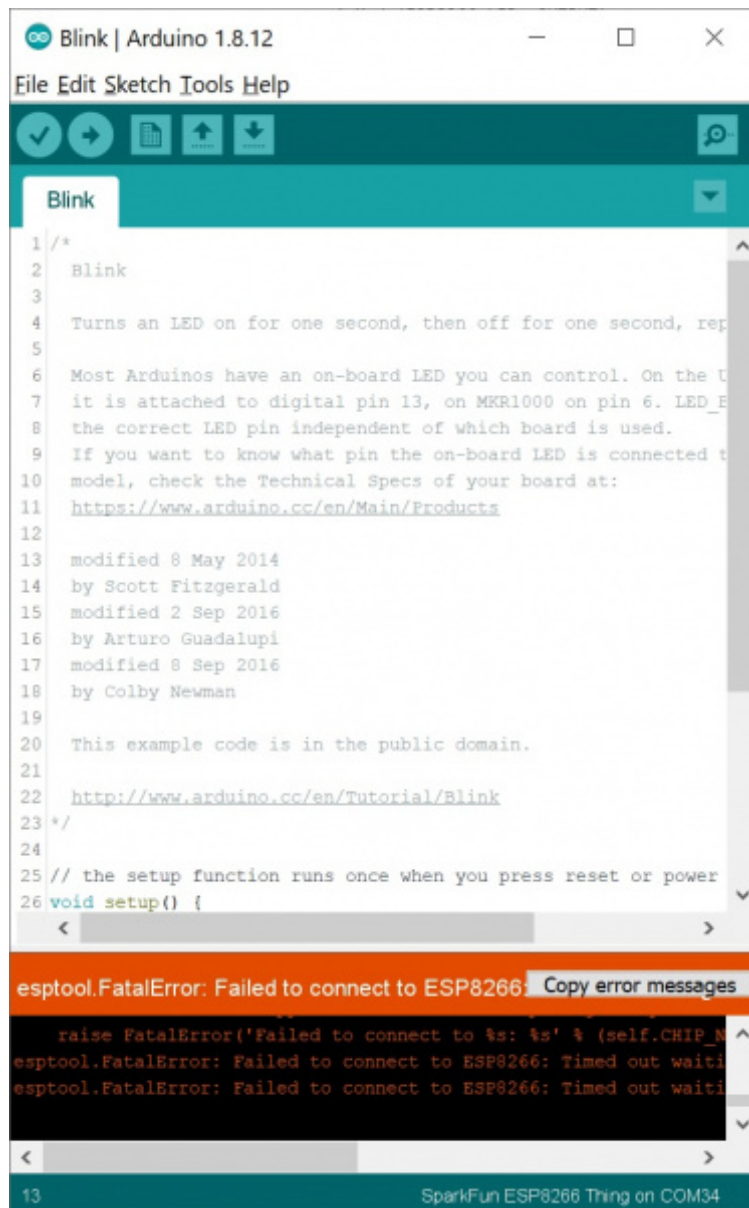 Blink | Arduino 1.8.12
File Edit Sketch Tools Help
Blink
1 /*
2 Blink
3
4 Turns an LED on for one second, then off for one second, rep
5
6 Most Arduinos have an on-board LED you can control. On the U
7 it is attached to digital pin 13, on MKR1000 on pin 6. LED_B
8 the correct LED pin independent of which board is used.
9 If you want to know what pin the on-board LED is connected t
10 model, check the Technical Specs of your board at:
11 https://www.arduino.cc/en/Main/Products
12
13 modified 8 May 2014
14 by Scott Fitzgerald
15 modified 2 Sep 2016
16 by Arturo Guadalupi
17 modified 8 Sep 2016
18 by Colby Newman
19
20 This example code is in the public domain.
21
22 http://www.arduino.cc/en/Tutorial/Blink
23 */
24
25 // the setup function runs once when you press reset or power
26 void setup() {
esptool.FatalError: Failed to connect to ESP8266: Copy error messages
raise FatalError('Failed to connect to %s: %s' % (self.CHIP_N
esptool.FatalError: Failed to connect to ESP8266: Timed out waiti
esptool.FatalError: Failed to connect to ESP8266: Timed out waiti
13 SparkFun ESP8266 Thing on COM34